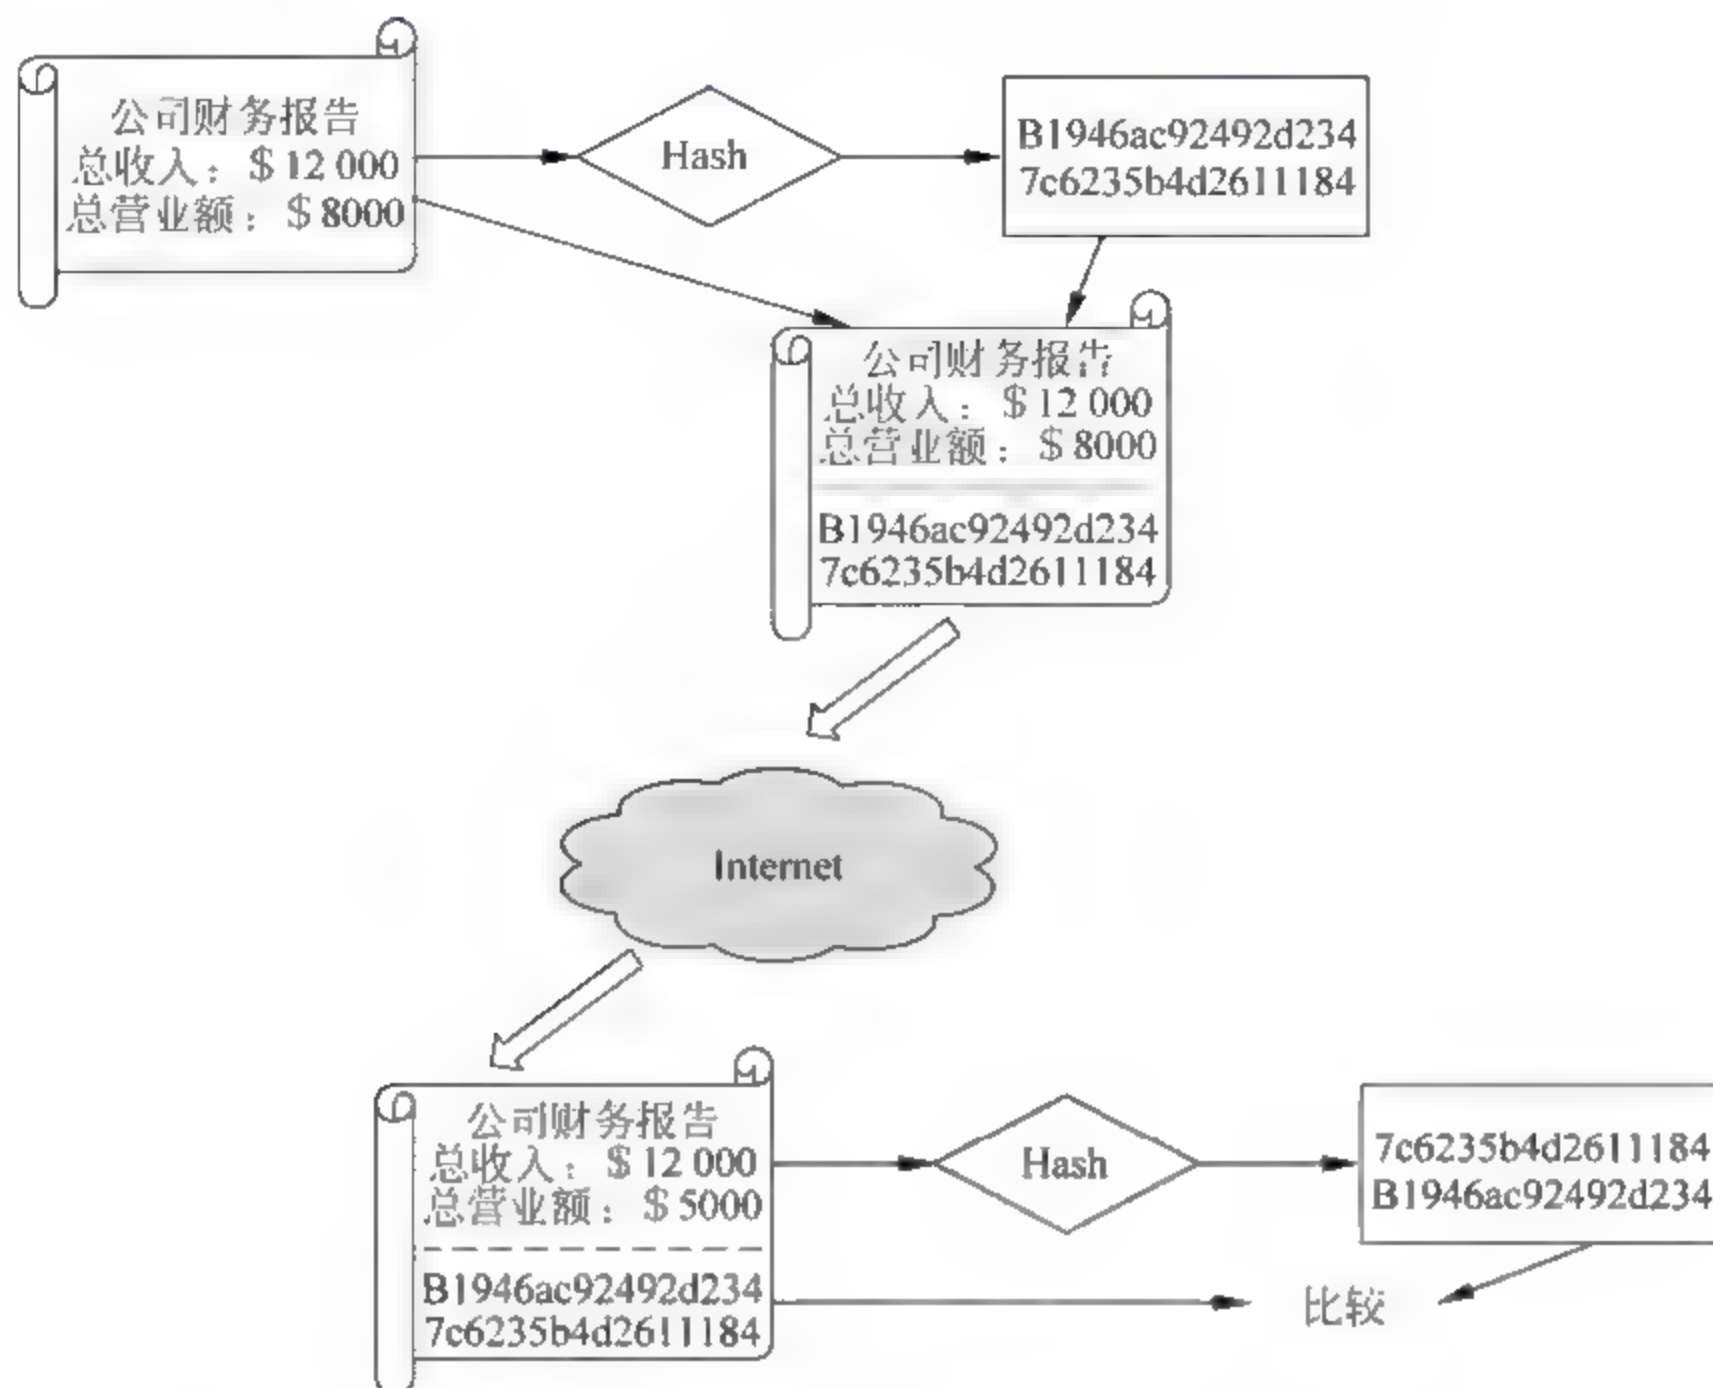 公司财务报告
总收入：$12 000
总营业额：$8000
Hash
B1946ac92492d234
7c6235b4d2611184
公司财务报告
总收入：$12 000
总营业额：$8000
B1946ac92492d234
7c6235b4d2611184
Internet
公司财务报告
总收入：$12 000
总营业额：$5000
B1946ac92492d234
7c6235b4d2611184
Hash
7c6235b4d2611184
B1946ac92492d234
比较